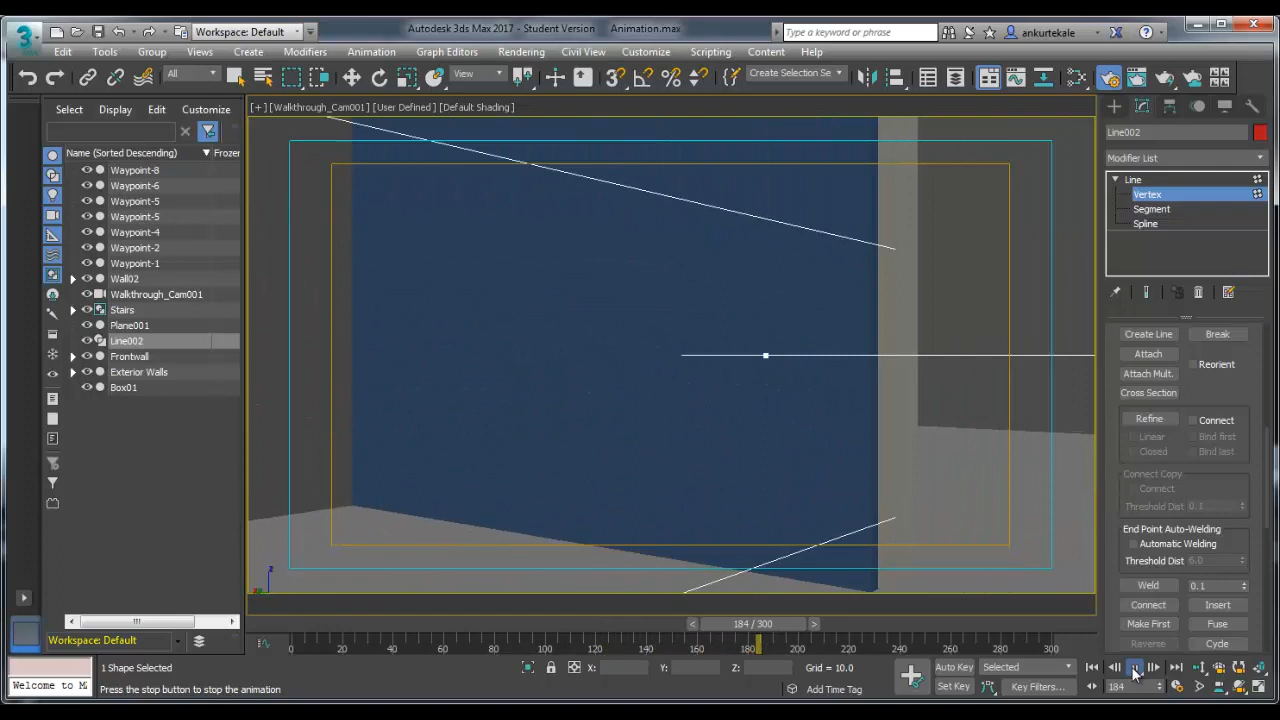 Workspace: Default
Autodesk 3ds Max 2017 - Student Version    Animation.max
Type a keyword or phrase
ankurtekale
3
Edit Tools Group Views Create Modifiers Animation Graph Editors Rendering Civil View Customize Scripting Content Help
All
View
Create Selection Se
Select Display Edit Customize
[+] [Walkthrough_Cam001] [User Defined] [Default Shading]
Name (Sorted Descending) Frozen
Waypoint-8
Waypoint-6
Waypoint-5
Waypoint-5
Waypoint-4
Waypoint-2
Waypoint-1
Wall02
Walkthrough_Cam001
Stairs
Plane001
Line002
Frontwall
Exterior Walls
Box01
Line002
Modifier List
Line
Vertex
Segment
Spline
Create Line Break
Attach
Reorient
Attach Mult.
Cross Section
Refine Connect
Linear Bind first
Closed Bind last
Connect Copy
Connect
Threshold Dist 0.1
End Point Auto-Welding
Automatic Welding
Threshold Dist 6.0
Weld 0.1
Connect Insert
Make First Fuse
Reverse Cycle
z
184 / 300
Workspace: Default
0 20 40 60 80 100 120 140 160 180 200 220 240 260 280 300
1 Shape Selected
X: Y: Z: Grid = 10.0
Auto Key Selected
Welcome to M
Press the stop button to stop the animation
Add Time Tag
Set Key Key Filters...
184